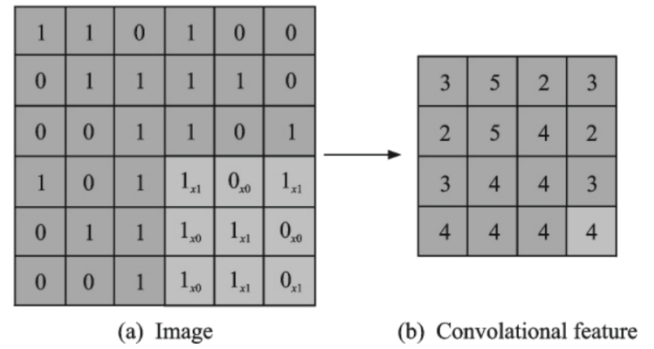 1 1 0 1 0 0
0 1 1 1 1 0 3 5 2 3
0 0 1 1 0 1 2 5 4 2
1 0 1 1x1 0x0 1x1 3 4 4 3
0 1 1 1x0 1x1 0x0 4 4 4 4
0 0 1 1x0 1x1 0x1
(a) Image (b) Convolational feature